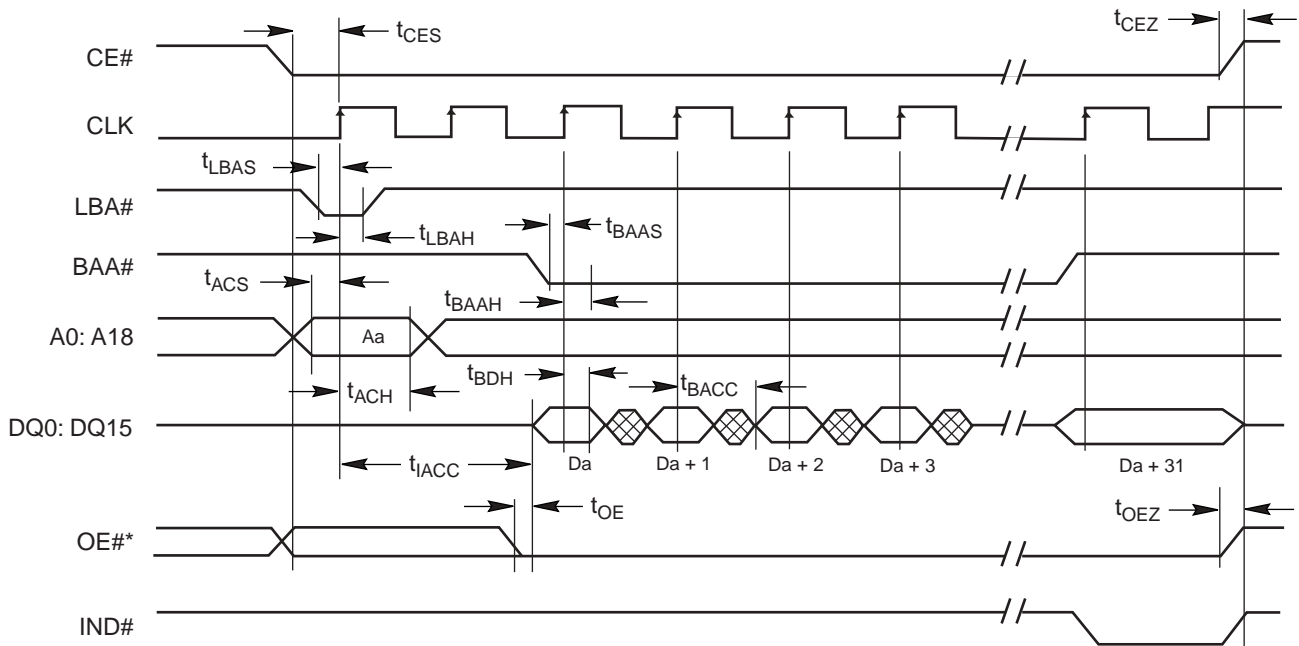 tCES
tCEZ
CE#
CLK
tLBAS
LBA#
tLBAH
tBAAS
BAA#
tACS
tBAAH
A0: A18
Aa
tBDH
tBACC
tACH
DQ0: DQ15
Da
Da + 1
Da + 2
Da + 3
Da + 31
tIACC
tOE
tOEZ
OE#*
IND#